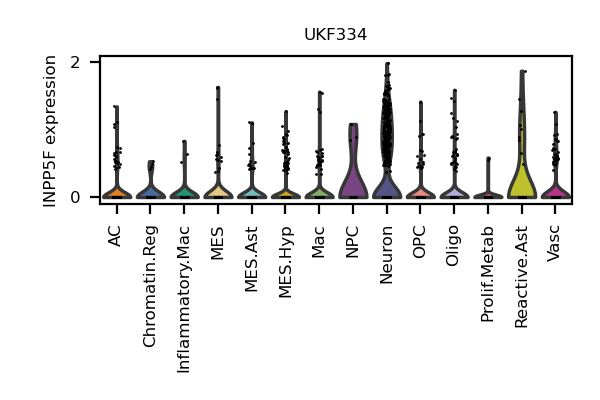 UKF334
INPP5F expression
2
0
AC
Chromatin.Reg
Inflammatory.Mac
MES
MES.Ast
MES.Hyp
Mac
NPC
Neuron
OPC
Oligo
Prolif.Metab
Reactive.Ast
Vasc